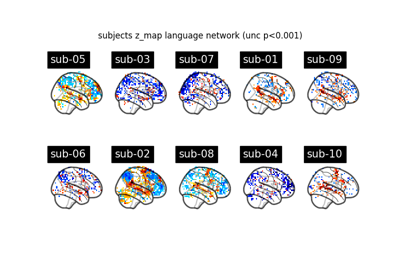 subjects z_map language network (unc p<0.001)
sub-05 sub-03 sub-07 sub-01 sub-09
sub-06 sub-02 sub-08 sub-04 sub-10